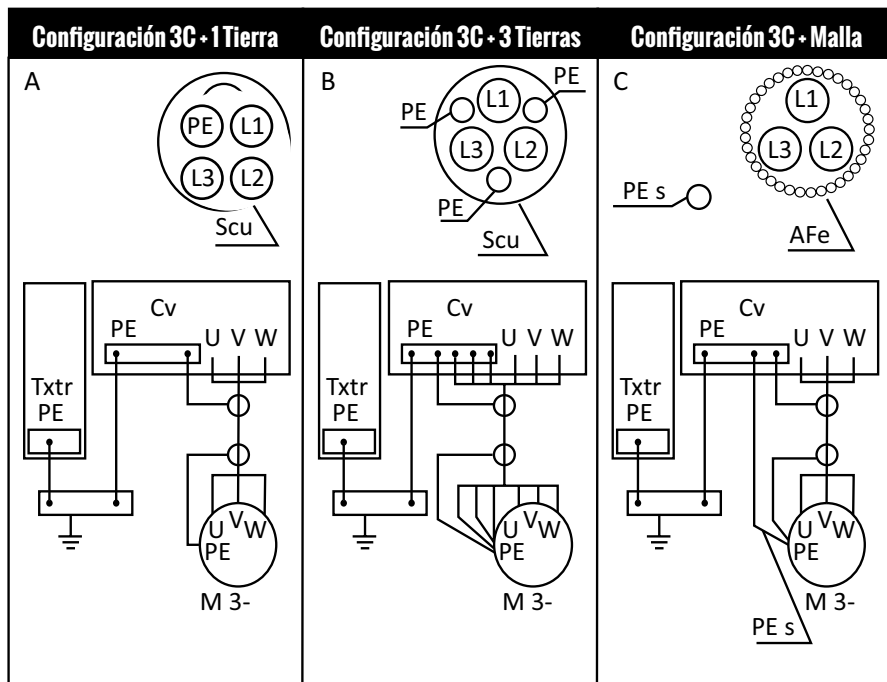 Configuración 3C + 1 Tierra
A
PE L1
L3 L2
Scu
Cv
PE
U V W
Txtr
PE
U V W
PE
M 3-
Configuración 3C + 3 Tierras
B
PE
PE
L1
L3 L2
PE
Scu
Cv
PE
U V W
Txtr
PE
U V W
PE
M 3-
Configuración 3C + Malla
C
L1
L3 L2
PE s
AFe
Cv
PE
U V W
Txtr
PE
U V W
PE
M 3-
PE s